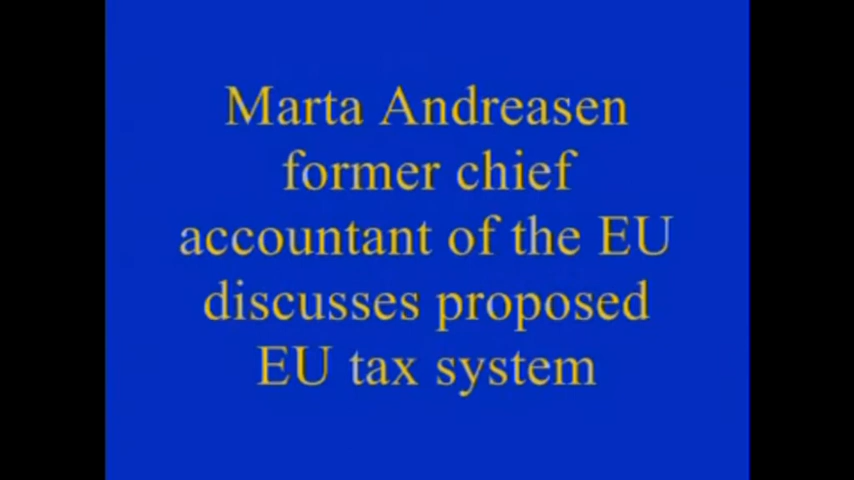 Marta Andreasen
former chief
accountant of the EU
discusses proposed
EU tax system